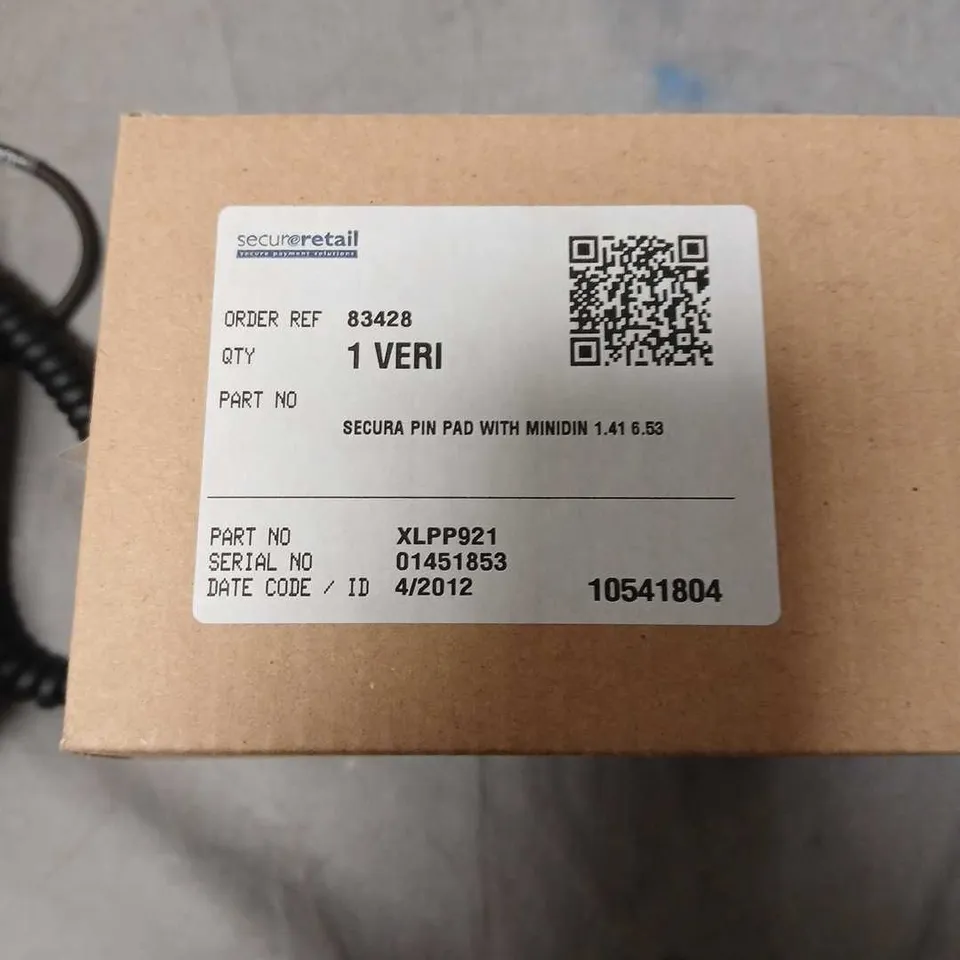 secureretail
secure payment solutions
ORDER REF 83428
QTY 1 VERI
PART NO
SECURA PIN PAD WITH MINIDIN 1.41 6.53
PART NO XLPP921
SERIAL NO 01451853
DATE CODE / ID 4/2012 10541804